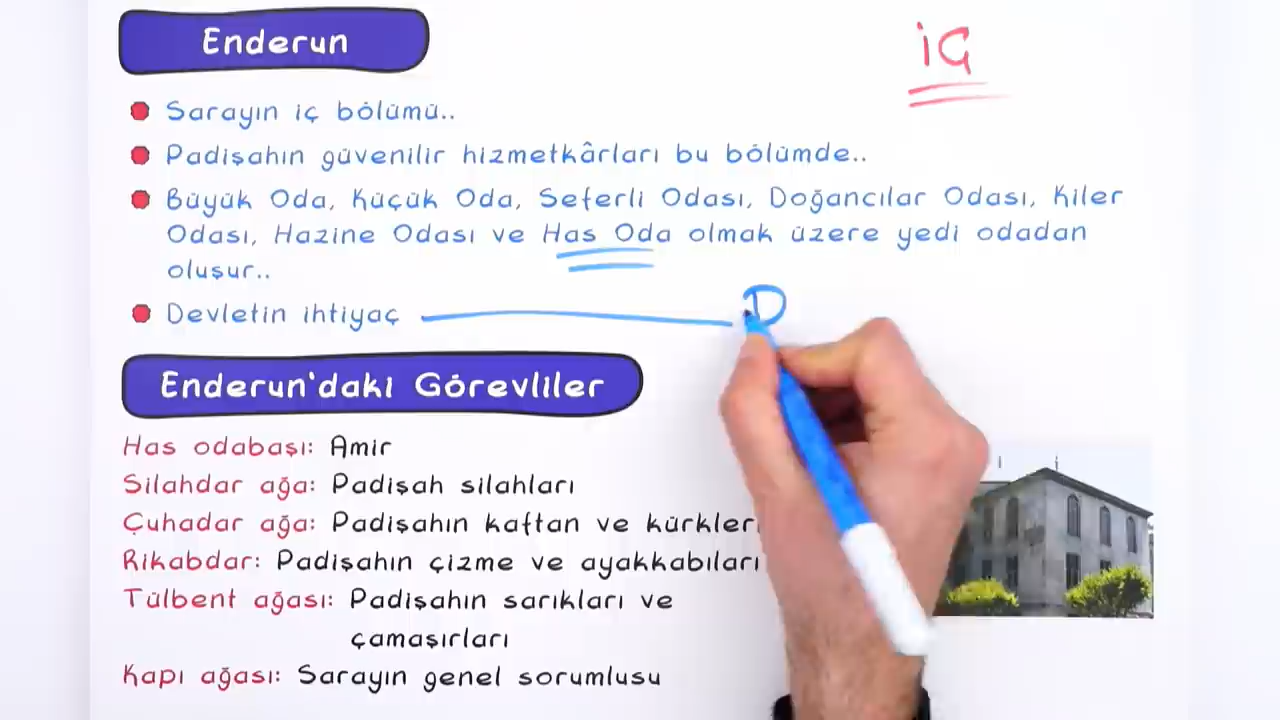 Enderun
İÇ
Sarayın iç bölümü..
Padişahın güvenilir hizmetkârları bu bölümde..
Büyük Oda, Küçük Oda, Seferli Odası, Doğancılar Odası, Kiler
Odası, Hazine Odası ve Has Oda olmak üzere yedi odadan
oluşur..
Devletin ihtiyaç D
Enderun'daki Görevliler
Has odabaşı: Amir
Silahdar ağa: Padişah silahları
Çuhadar ağa: Padişahın kaftan ve kürkleri
Rikabdar: Padişahın çizme ve ayakkabıları
Tülbent ağası: Padişahın sarıkları ve
çamaşırları
Kapı ağası: Sarayın genel sorumlusu